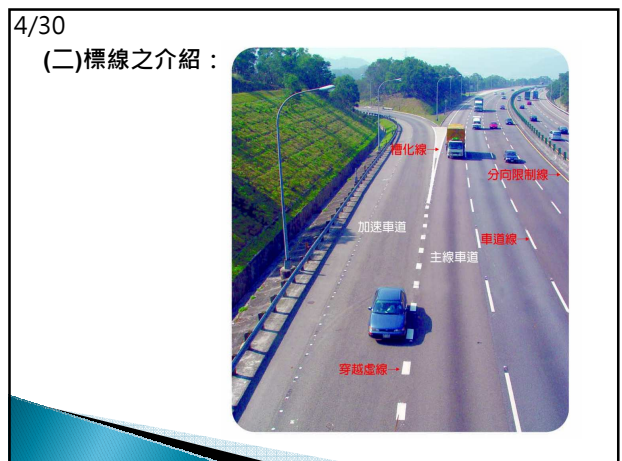 4/30
(二)標線之介紹：
槽化線→
分向限制線→
加速車道
車道線→
主線車道
穿越虛線→